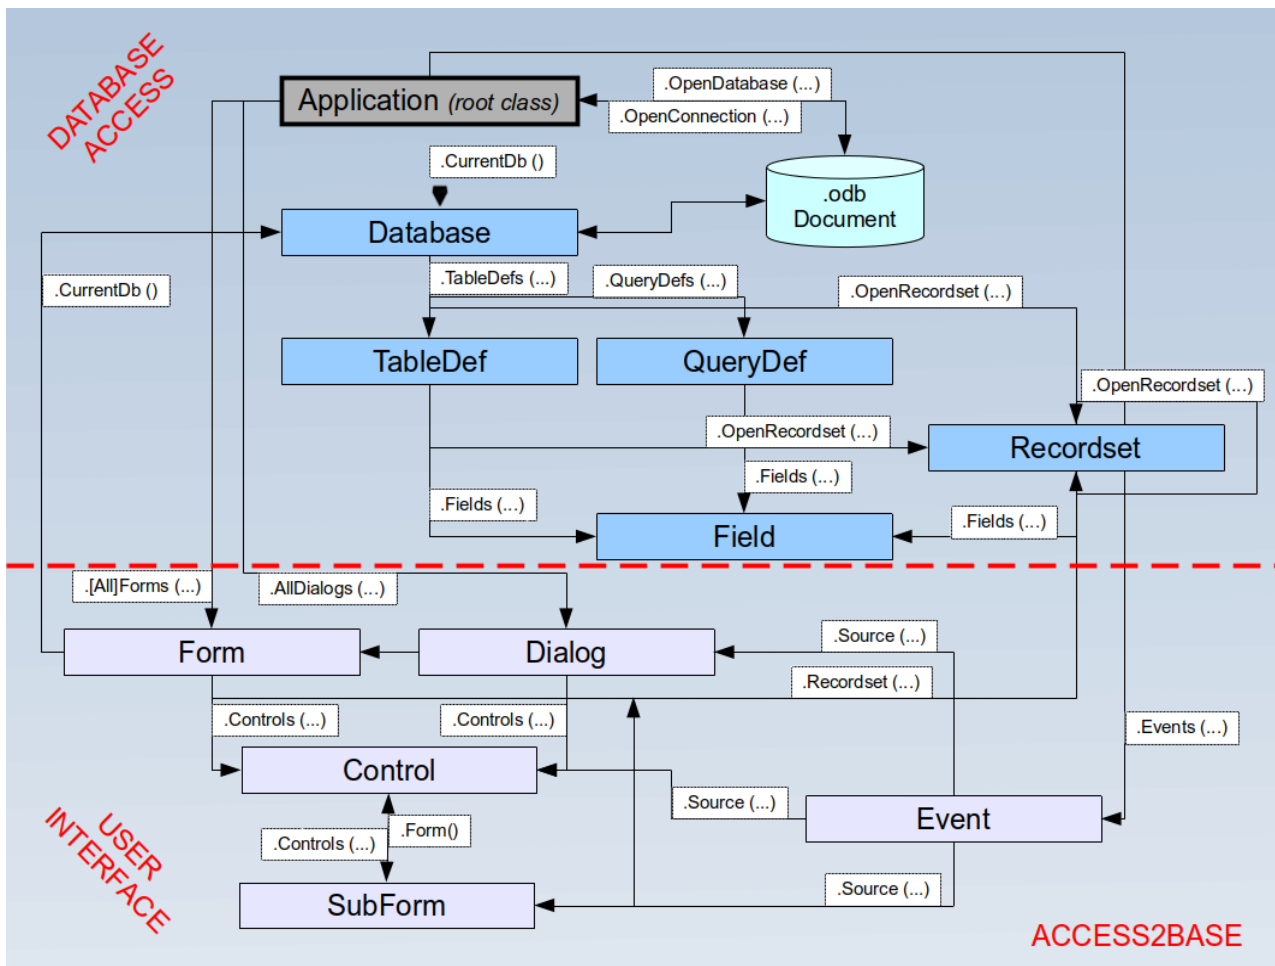 DATABASE
ACCESS
Application (root class)
.OpenDatabase (...)
.OpenConnection (...)
.CurrentDb ()
.odb
Document
Database
.CurrentDb ()
.TableDefs (...)
.QueryDefs (...)
.OpenRecordset (...)
TableDef
QueryDef
.OpenRecordset (...)
.OpenRecordset (...)
Recordset
.Fields (...)
.Fields (...)
.Fields (...)
Field
.[All]Forms (...)
.AllDialogs (...)
Form
Dialog
.Source (...)
.Recordset (...)
.Controls (...)
.Controls (...)
.Events (...)
Control
.Source (...)
Event
USER
INTERFACE
.Form()
.Controls (...)
SubForm
.Source (...)
ACCESS2BASE